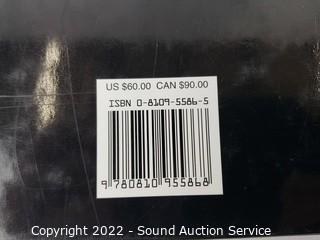 US $60.00 CAN $90.00
ISBN 0-8109-5586-5
9 780810 955868
Copyright 2022 - Sound Auction Service